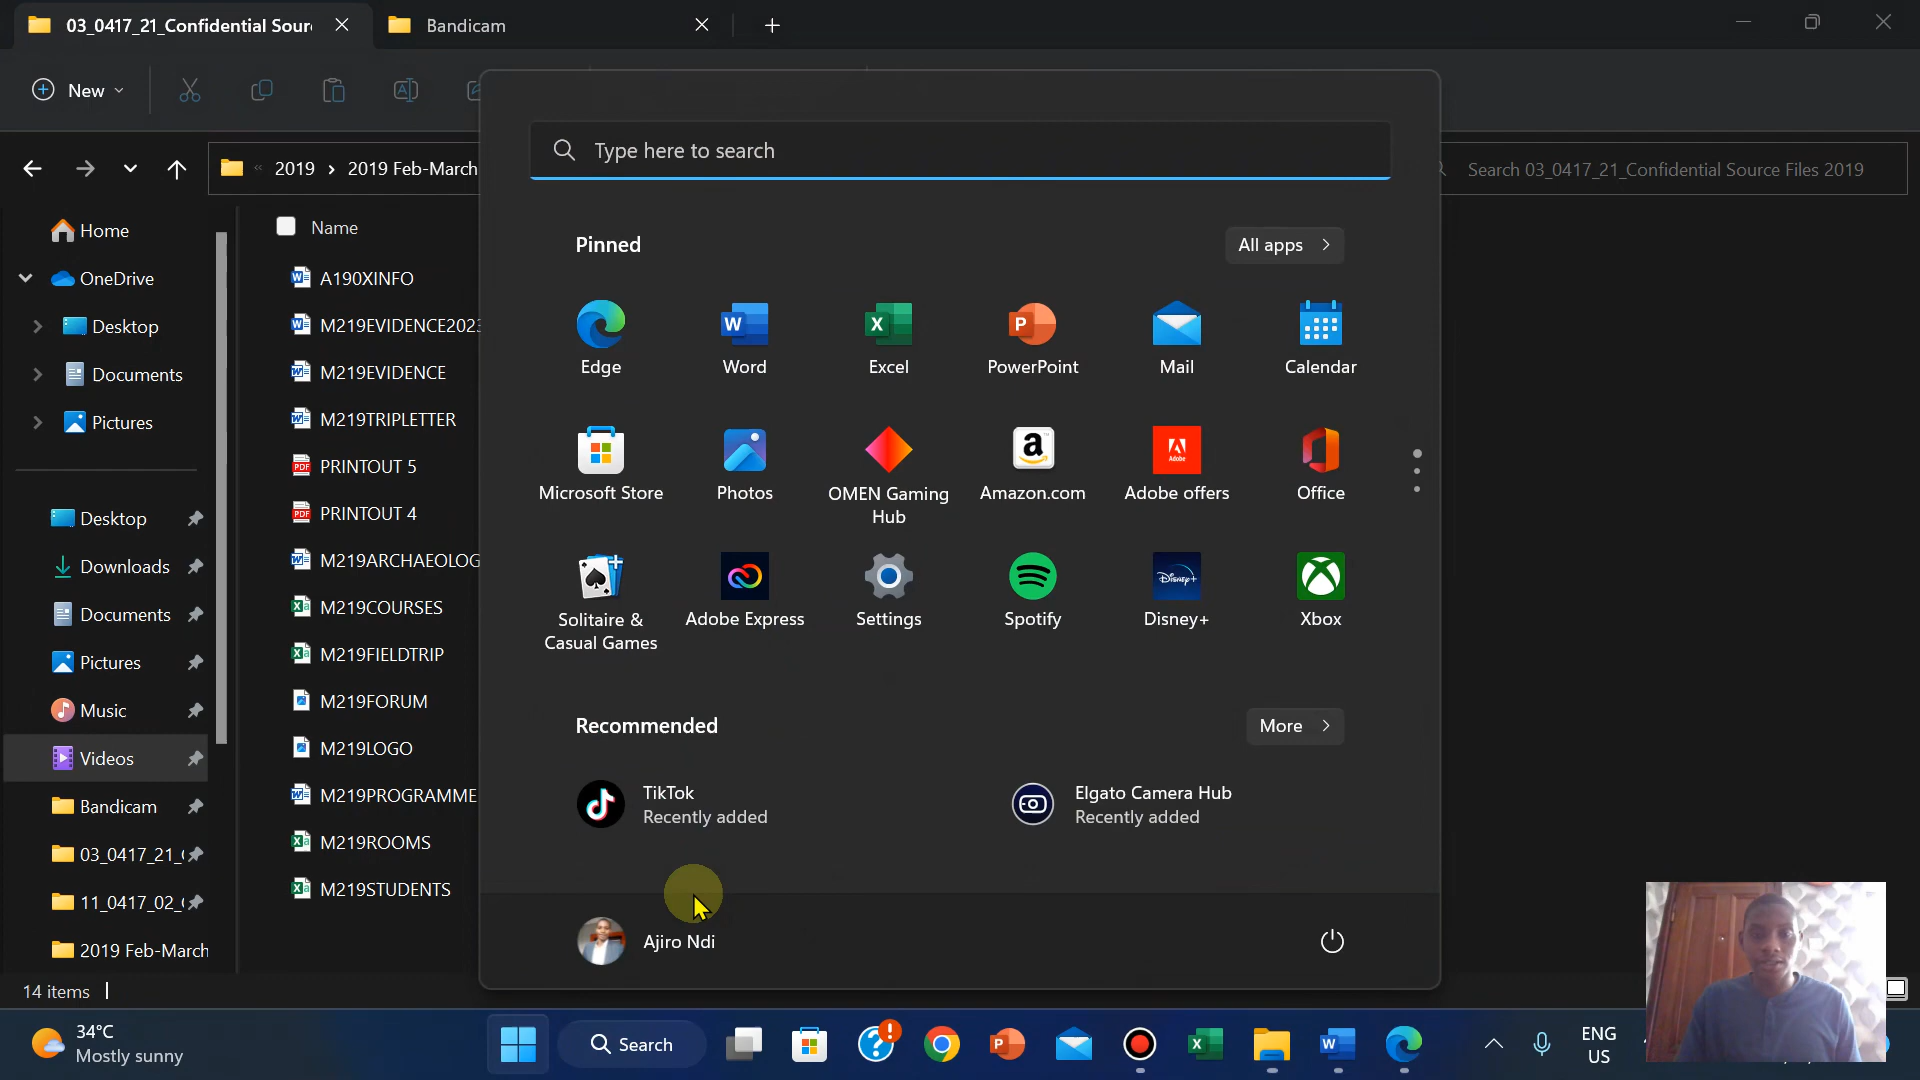 03_0417_21_Confidential Sour
Bandicam
New
2019 › 2019 Feb-March
Search 03_0417_21_Confidential Source Files 2019
Home
OneDrive
Desktop
Documents
Pictures
Desktop
Downloads
Documents
Pictures
Music
Videos
Bandicam
03_0417_21_
11_0417_02_
2019 Feb-March
14 items
Name
A190XINFO
M219EVIDENCE202
M219EVIDENCE
M219TRIPLETTER
PRINTOUT 5
PRINTOUT 4
M219ARCHAEOLOG
M219COURSES
M219FIELDTRIP
M219FORUM
M219LOGO
M219PROGRAMME
M219ROOMS
M219STUDENTS
Type here to search
Pinned
All apps
Edge
Word
Excel
PowerPoint
Mail
Calendar
Microsoft Store
Photos
OMEN Gaming
Hub
Amazon.com
Adobe offers
Office
Solitaire &
Casual Games
Adobe Express
Settings
Spotify
Disney+
Xbox
Recommended
More
TikTok
Recently added
Elgato Camera Hub
Recently added
Ajiro Ndi
34°C
Mostly sunny
Search
ENG
US